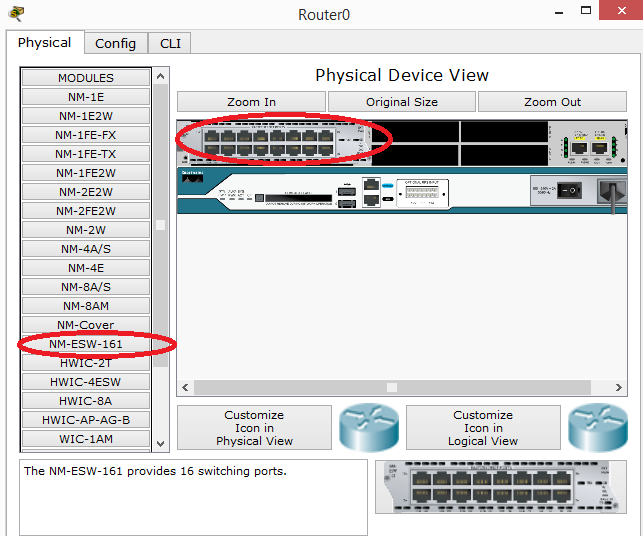 Router0
Physical
Config
CLI
MODULES
NM-1E
NM-1E2W
NM-1FE-FX
NM-1FE-TX
NM-1FE2W
NM-2E2W
NM-2FE2W
NM-2W
NM-4A/S
NM-4E
NM-8A/S
NM-8AM
NM-Cover
NM-ESW-161
HWIC-2T
HWIC-4ESW
HWIC-8A
HWIC-AP-AG-B
WIC-1AM
Physical Device View
Zoom In
Original Size
Zoom Out
OPTIONAL RPS INPUT
Customize
Icon in
Physical View
Customize
Icon in
Logical View
The NM-ESW-161 provides 16 switching ports.